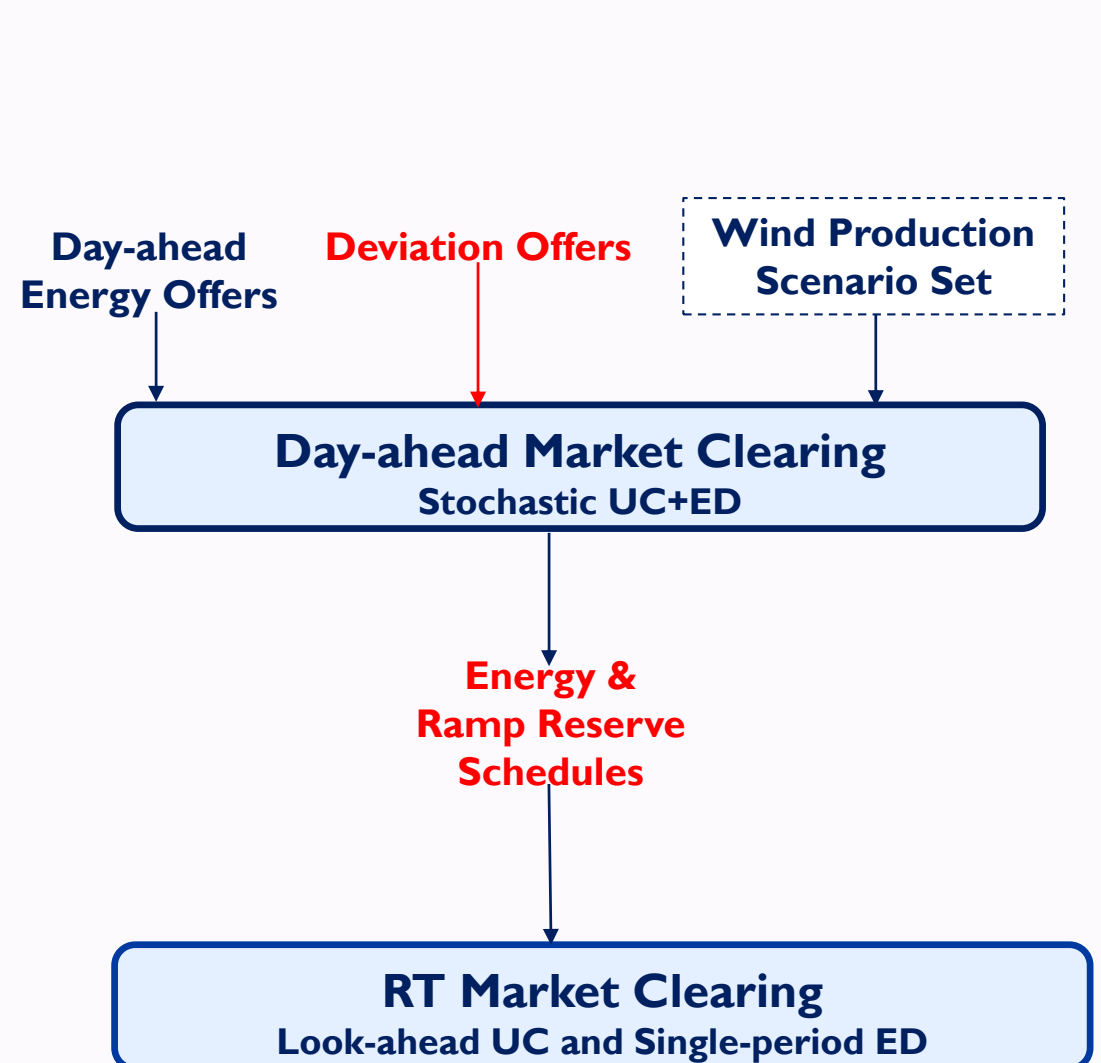 Day-ahead
Energy Offers
Deviation Offers
Wind Production
Scenario Set
Day-ahead Market Clearing
Stochastic UC+ED
Energy &
Ramp Reserve
Schedules
RT Market Clearing
Look-ahead UC and Single-period ED